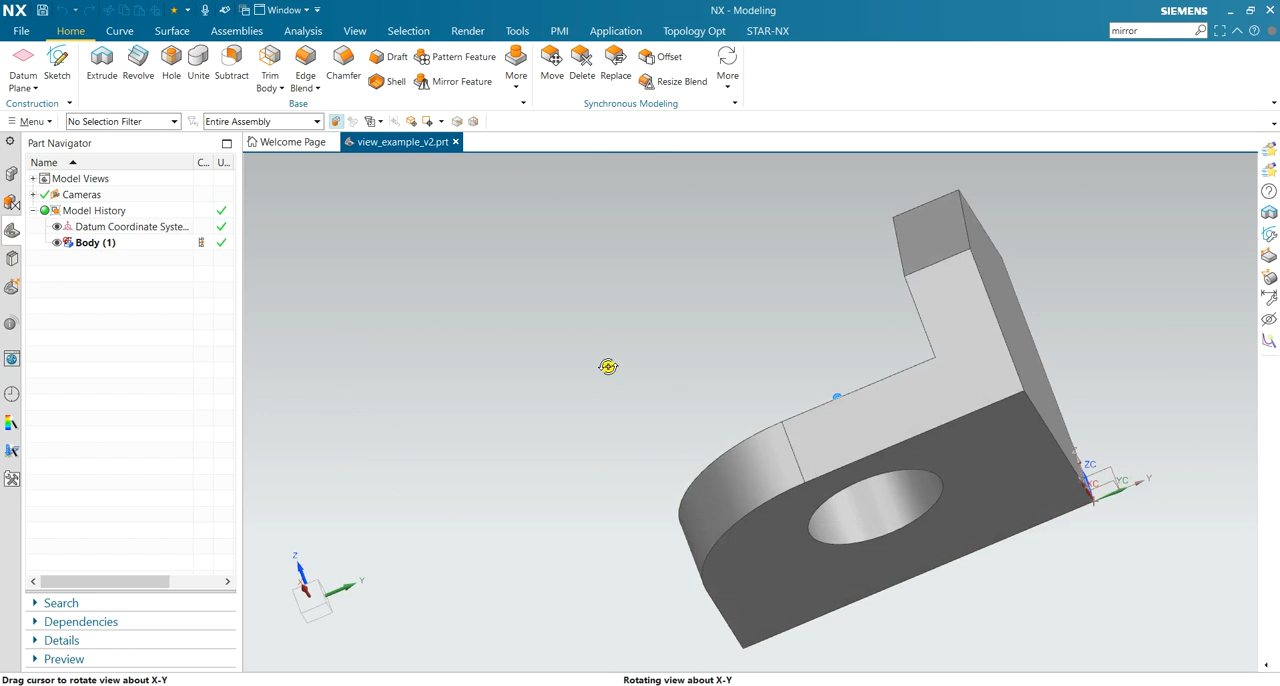 NX Window NX - Modeling SIEMENS
File Home Curve Surface Assemblies Analysis View Selection Render Tools PMI Application Topology Opt STAR-NX mirror
Datum Plane Sketch Extrude Revolve Hole Unite Subtract Trim Body Edge Blend Chamfer Draft Shell Pattern Feature Mirror Feature More Move Delete Replace Offset Resize Blend More
Construction Base Synchronous Modeling
Menu No Selection Filter Entire Assembly
Part Navigator Welcome Page view_example_v2.prt
Name C... U...
Model Views
Cameras
Model History
Datum Coordinate Syste...
Body (1)
ZC
YC
XC
Y
Z
Z
Y
Search
Dependencies
Details
Preview
Drag cursor to rotate view about X-Y Rotating view about X-Y